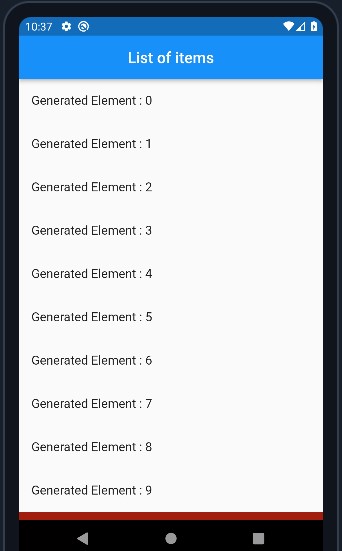 10:37
List of items
Generated Element : 0
Generated Element : 1
Generated Element : 2
Generated Element : 3
Generated Element : 4
Generated Element : 5
Generated Element : 6
Generated Element : 7
Generated Element : 8
Generated Element : 9